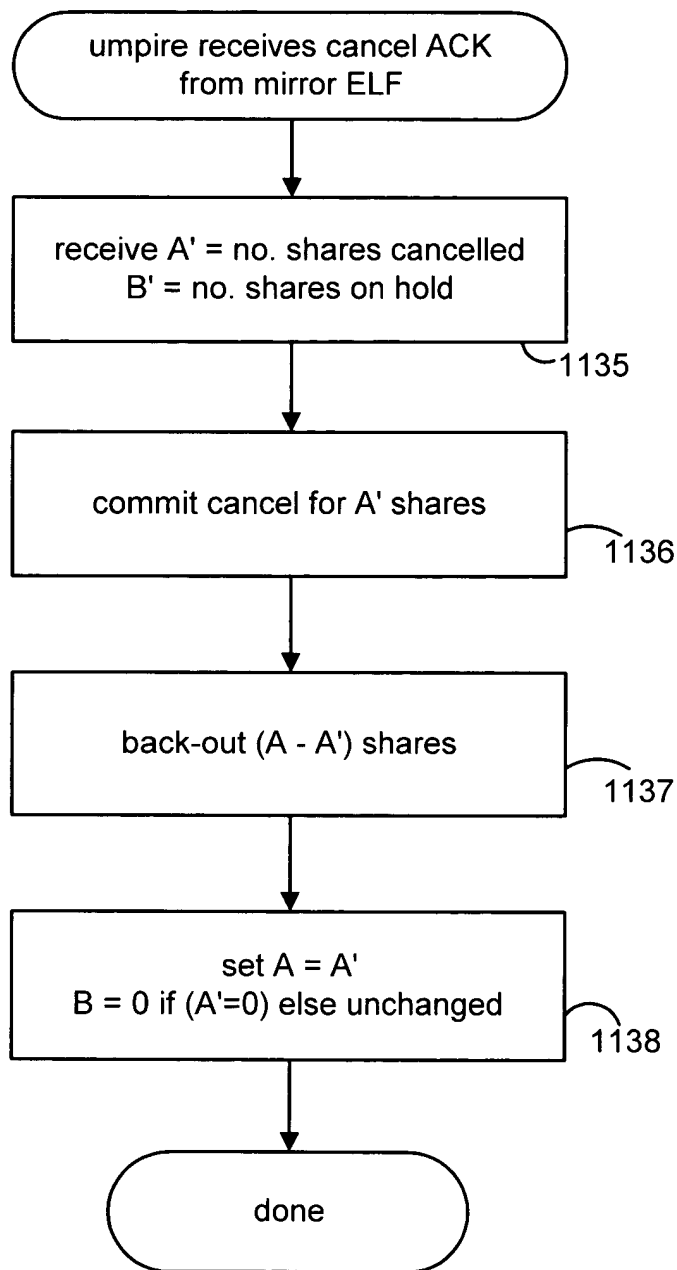 umpire receives cancel ACK
from mirror ELF
receive A' = no. shares cancelled
B' = no. shares on hold
1135
commit cancel for A' shares
1136
back-out (A - A') shares
1137
set A = A'
B = 0 if (A'=0) else unchanged
1138
done